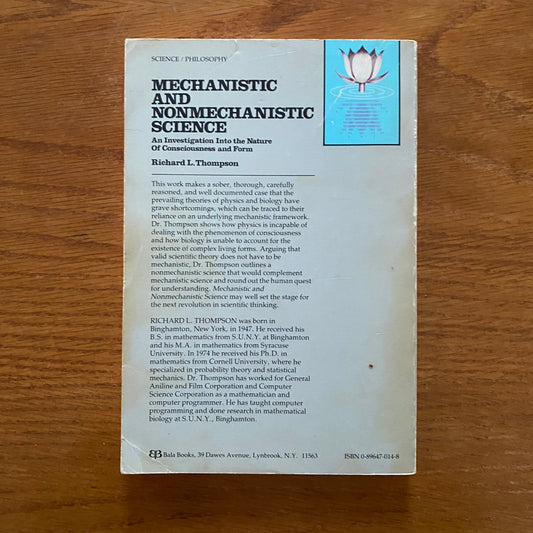 SCIENCE / PHILOSOPHY
MECHANISTIC
AND
NONMECHANISTIC
SCIENCE
An Investigation Into the Nature
Of Consciousness and Form
Richard L. Thompson
This work makes a sober, thorough, carefully
reasoned, and well documented case that the
prevailing theories of physics and biology have
grave shortcomings, which can be traced to their
reliance on an underlying mechanistic framework.
Dr. Thompson shows how physics is incapable of
dealing with the phenomenon of consciousness
and how biology is unable to account for the
existence of complex living forms. Arguing that
valid scientific theory does not have to be
mechanistic, Dr. Thompson outlines a
nonmechanistic science that would complement
mechanistic science and round out the human quest
for understanding. Mechanistic and
Nonmechanistic Science may well set the stage for
the next revolution in scientific thinking.
RICHARD L. THOMPSON was born in
Binghamton, New York, in 1947. He received his
B.S. in mathematics from S.U.N.Y. at Binghamton
and his M.A. in mathematics from Syracuse
University. In 1974 he received his Ph.D. in
mathematics from Cornell University, where he
specialized in probability theory and statistical
mechanics. Dr. Thompson has worked for General
Aniline and Film Corporation and Computer
Science Corporation as a mathematician and
computer programmer. He has taught computer
programming and done research in mathematical
biology at S.U.N.Y., Binghamton.
BB Bala Books, 39 Dawes Avenue, Lynbrook, N.Y. 11563 ISBN 0-89647-014-8